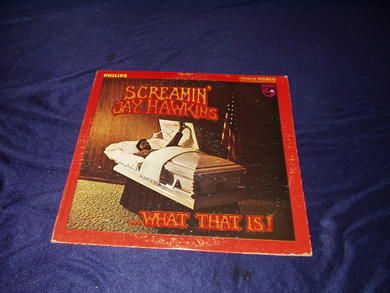 PHILIPS
STEREO
SCREAMIN'
JAY HAWKINS
...WHAT THAT IS!